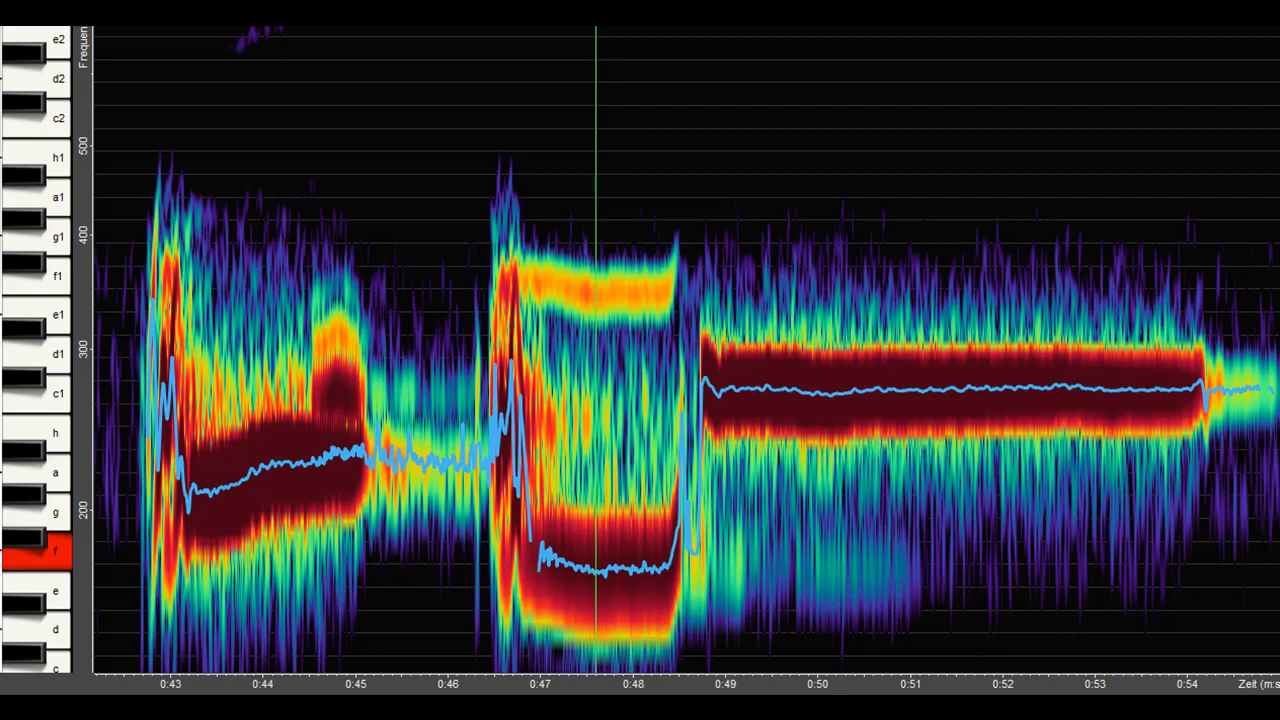 e2
d2
c2
h1
a1
g1
f1
e1
d1
c1
h
a
g
f
e
d
c
Frequen
500
400
300
200
0:43 0:44 0:45 0:46 0:47 0:48 0:49 0:50 0:51 0:52 0:53 0:54 Zeit (m:s